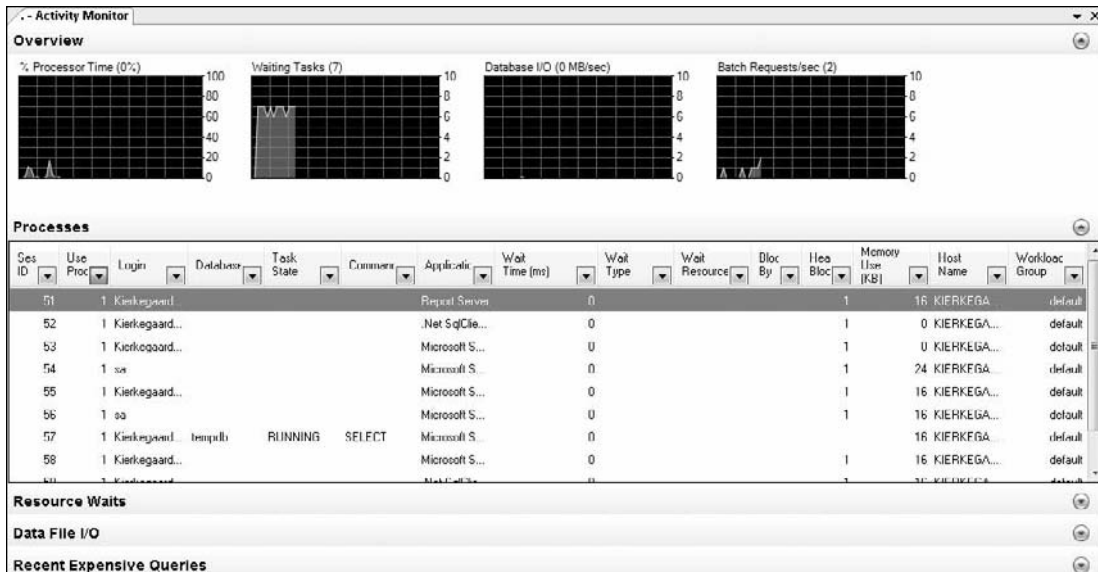 . - Activity Monitor
Overview
% Processor Time (0%)
100
80
60
40
20
0
Waiting Tasks (7)
10
8
6
4
2
0
Database I/O (0 MB/sec)
10
8
6
4
2
0
Batch Requests/sec (2)
10
8
6
4
2
0
Processes
Ses ID Use Proc Login Database Task State Command Applicatic Wait Time (ms) Wait Type Wait Resource Bloc By Hea Bloc Memory Use (KB) Host Name Workloac Group
51 1 Kierkegaard... Report Server 0 1 16 KIERKEGA... default
52 1 Kierkegaard... .Net SqlClie... 0 1 0 KIERKEGA... default
53 1 Kierkegaard... Microsoft S... 0 1 0 KIERKEGA... default
54 1 sa Microsoft S... 0 1 24 KIERKEGA... default
55 1 Kierkegaard... Microsoft S... 0 1 16 KIERKEGA... default
56 1 sa Microsoft S... 0 1 16 KIERKEGA... default
57 1 Kierkegaard... tempdb RUNNING SELECT Microsoft S... 0 16 KIERKEGA... default
58 1 Kierkegaard... Microsoft S... 0 1 16 KIERKEGA... default
Resource Waits
Data File I/O
Recent Expensive Queries